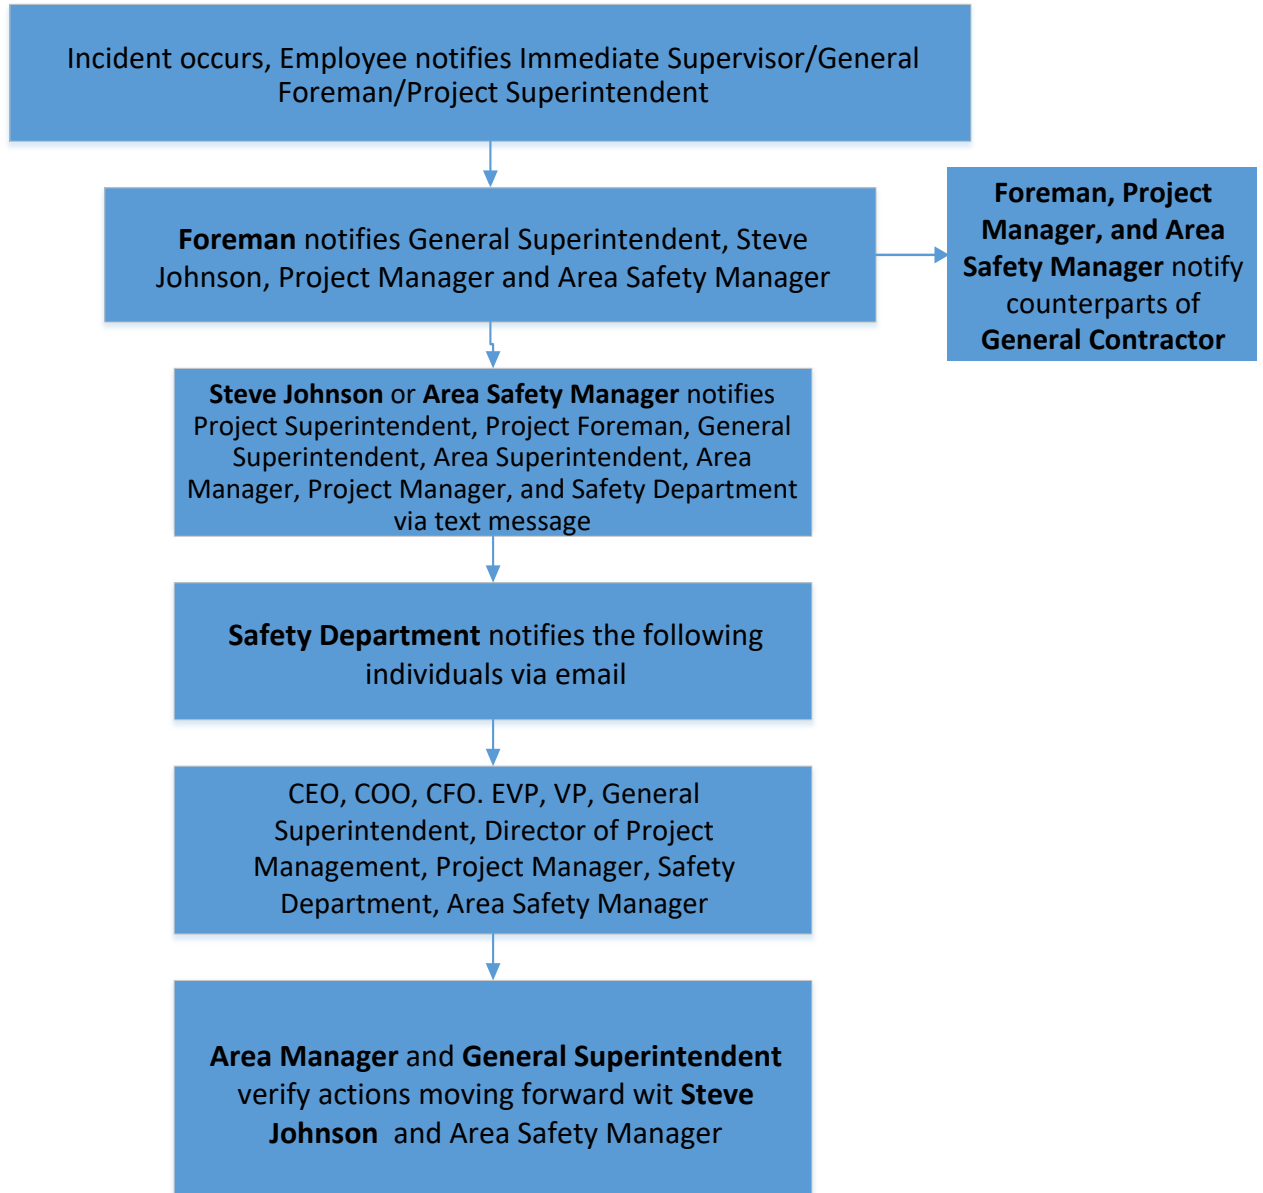 Incident occurs, Employee notifies Immediate Supervisor/General
Foreman/Project Superintendent
Foreman notifies General Superintendent, Steve
Johnson, Project Manager and Area Safety Manager
Foreman, Project
Manager, and Area
Safety Manager notify
counterparts of
General Contractor
Steve Johnson or Area Safety Manager notifies
Project Superintendent, Project Foreman, General
Superintendent, Area Superintendent, Area
Manager, Project Manager, and Safety Department
via text message
Safety Department notifies the following
individuals via email
CEO, COO, CFO. EVP, VP, General
Superintendent, Director of Project
Management, Project Manager, Safety
Department, Area Safety Manager
Area Manager and General Superintendent
verify actions moving forward wit Steve
Johnson and Area Safety Manager